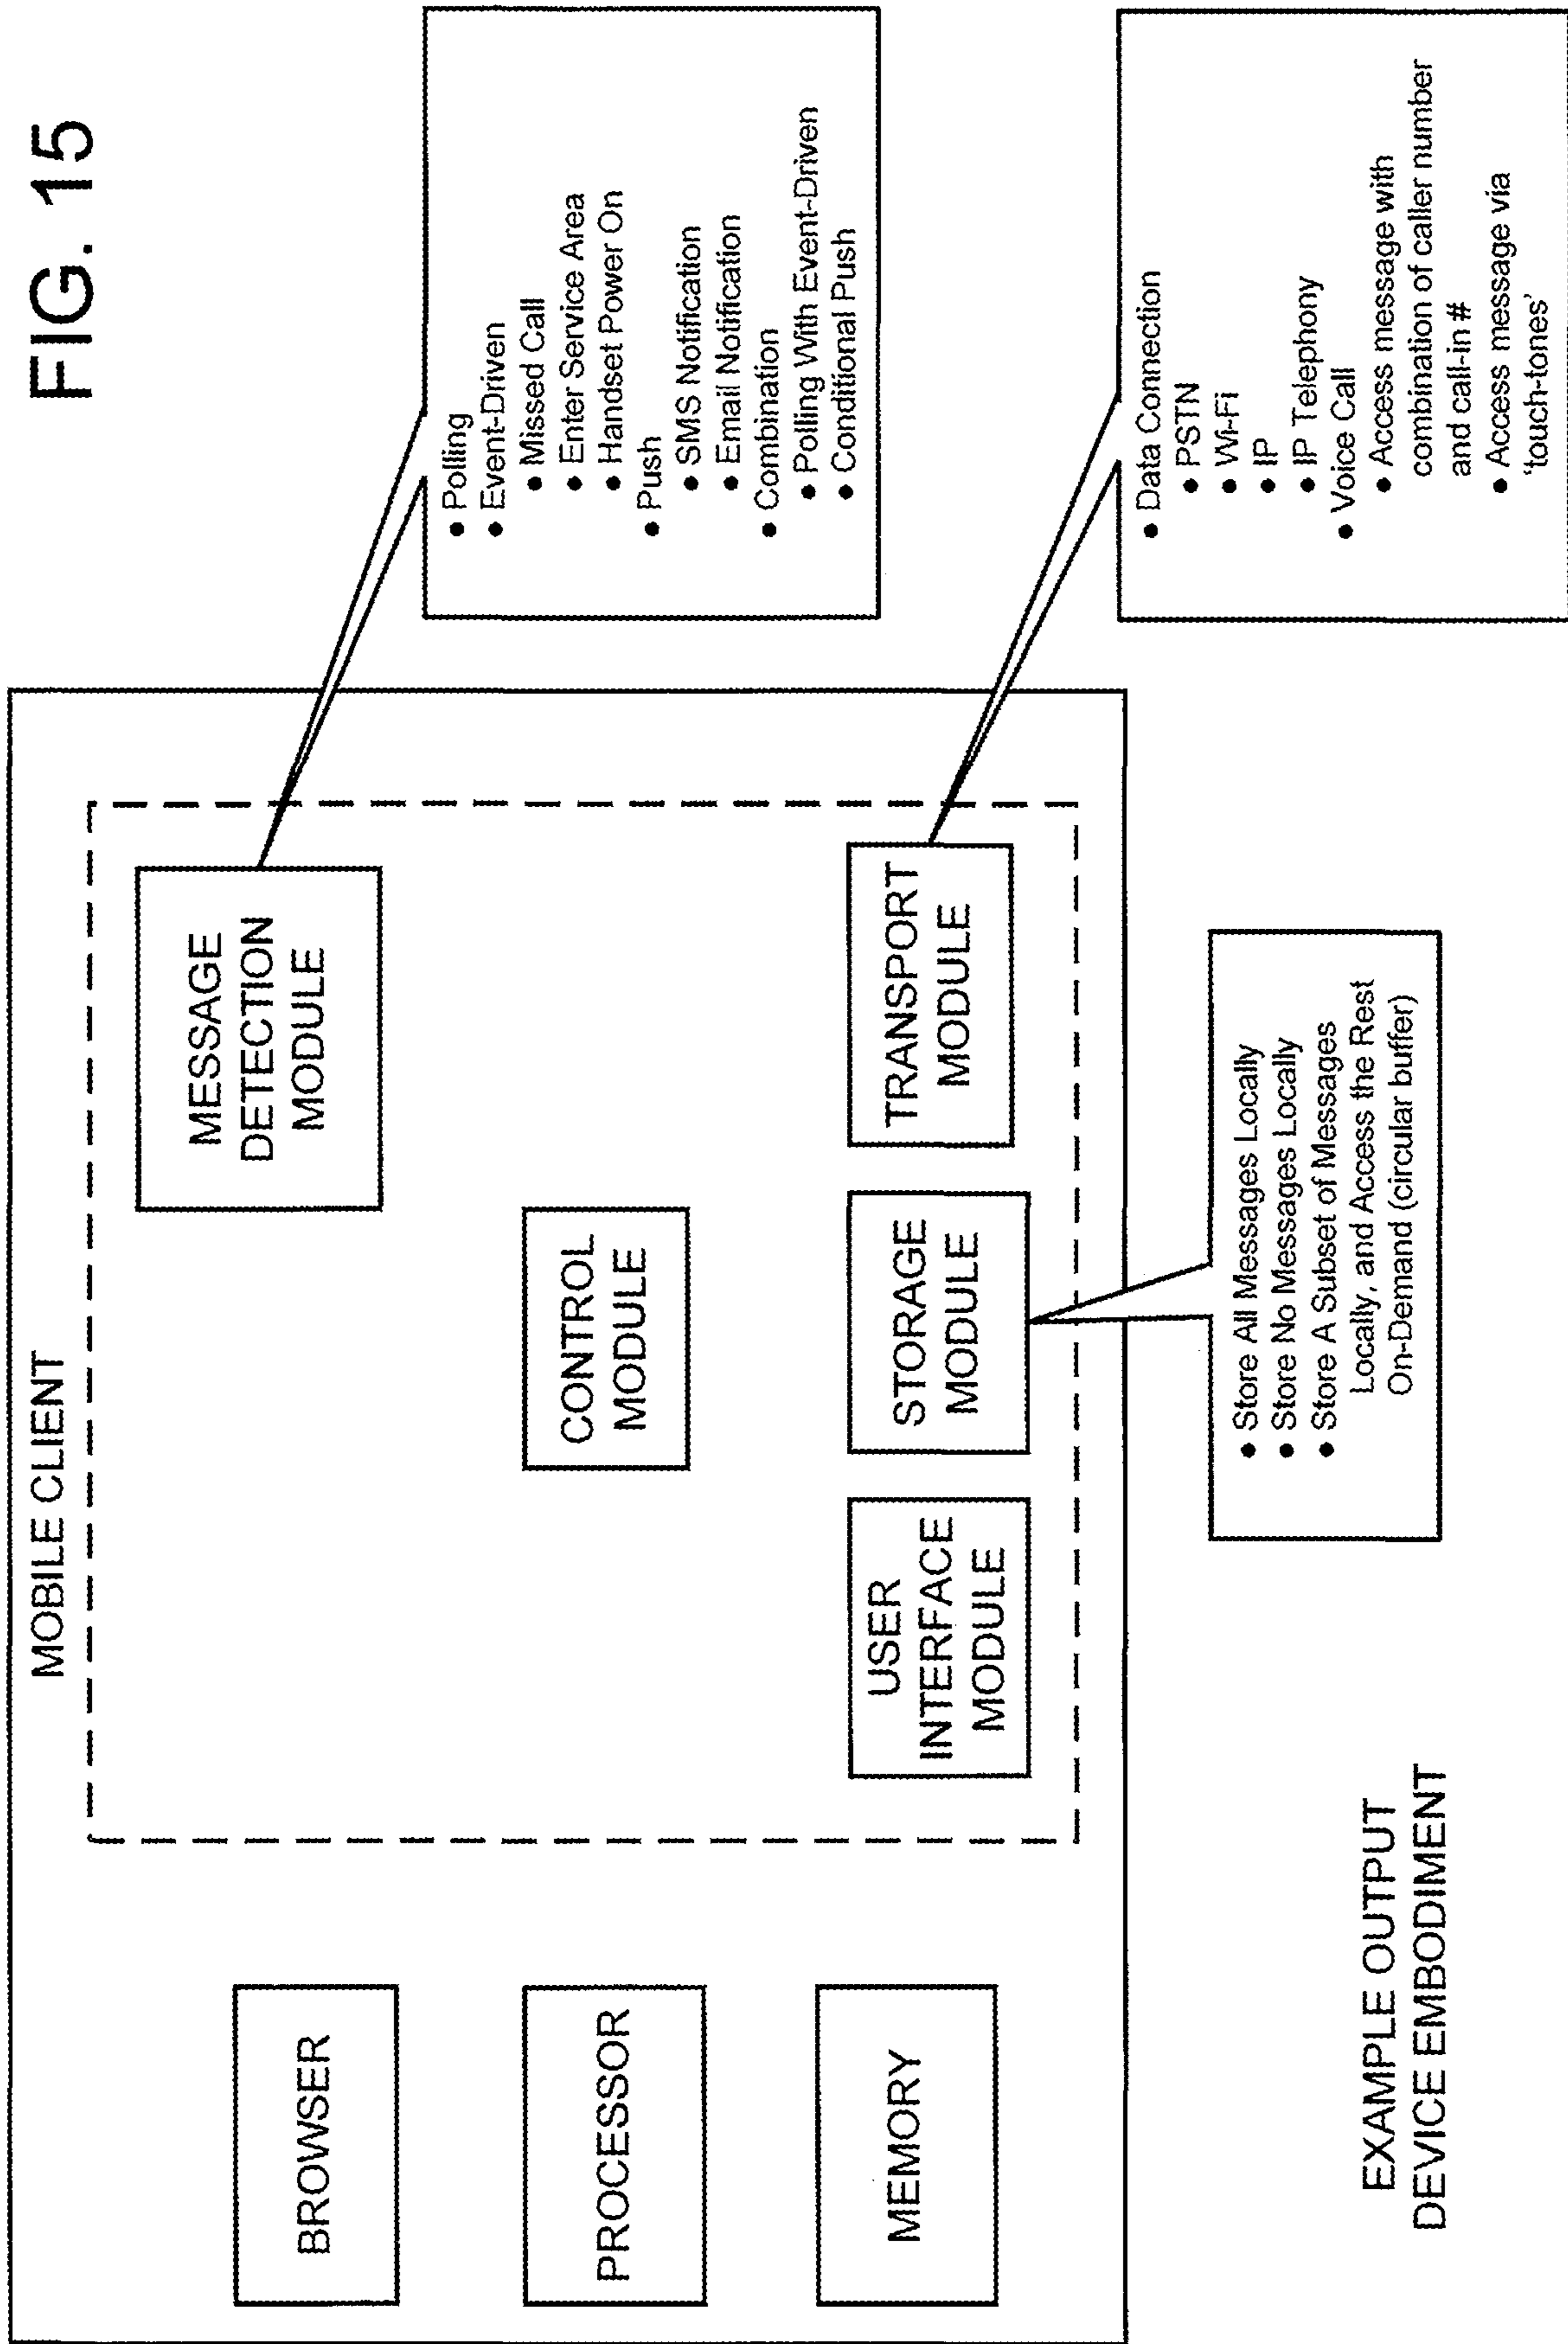 FIG. 15
MOBILE CLIENT
BROWSER
PROCESSOR
MEMORY
MESSAGE
DETECTION
MODULE
CONTROL
MODULE
USER
INTERFACE
MODULE
STORAGE
MODULE
TRANSPORT
MODULE
• Polling
• Event-Driven
• Missed Call
• Enter Service Area
• Handset Power On
• Push
• SMS Notification
• Email Notification
• Combination
• Polling With Event-Driven
• Conditional Push
• Data Connection
• PSTN
• Wi-Fi
• IP
• IP Telephony
• Voice Call
• Access message with
combination of caller number
and call-in #
• Access message via
'touch-tones'
• Store All Messages Locally
• Store No Messages Locally
• Store A Subset of Messages
Locally, and Access the Rest
On-Demand (circular buffer)
EXAMPLE OUTPUT
DEVICE EMBODIMENT